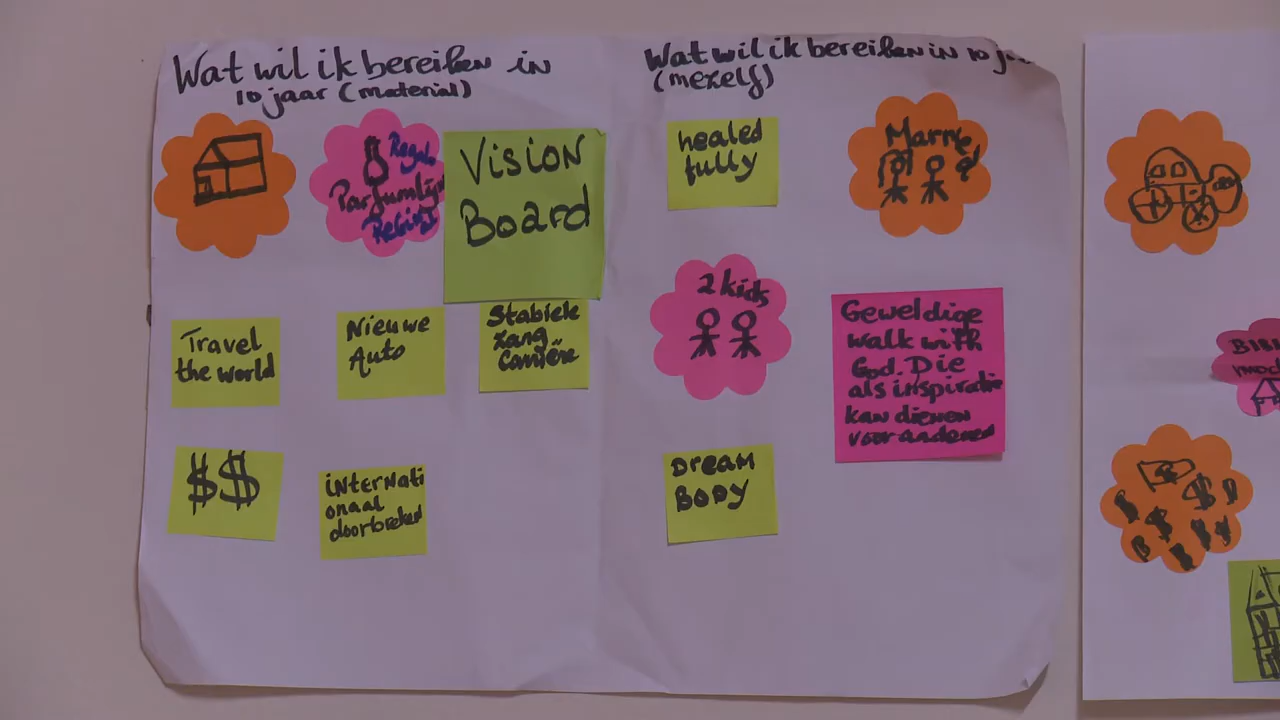 Wat wil ik bereiken in
10 jaar (material)
Parfumlijn
Vision
Board
Travel
the world
Nieuwe
Auto
Stabiele
zang
Carrière
$$
internati
onaal
doorbreken
Wat wil ik bereiken in 10
(mezelf)
healed
fully
2 kids
Geweldige
walk with
God. Die
als inspiratie
kan dienen
voor anderen
Dream
Body